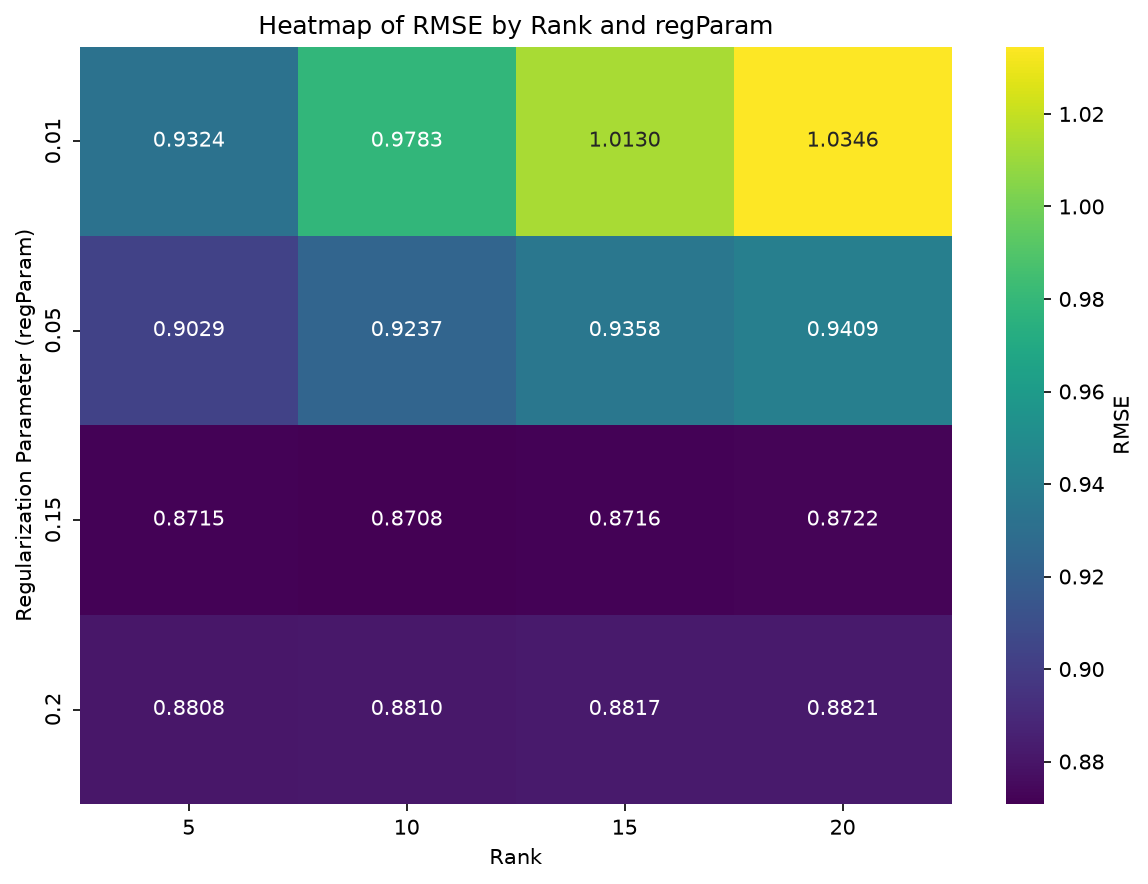 Heatmap of RMSE by Rank and regParam
Regularization Parameter (regParam)
0.01
0.9324 0.9783 1.0130 1.0346
0.05
0.9029 0.9237 0.9358 0.9409
0.15
0.8715 0.8708 0.8716 0.8722
0.2
0.8808 0.8810 0.8817 0.8821
5 10 15 20
Rank
1.02
1.00
0.98
0.96
0.94
0.92
0.90
0.88
RMSE